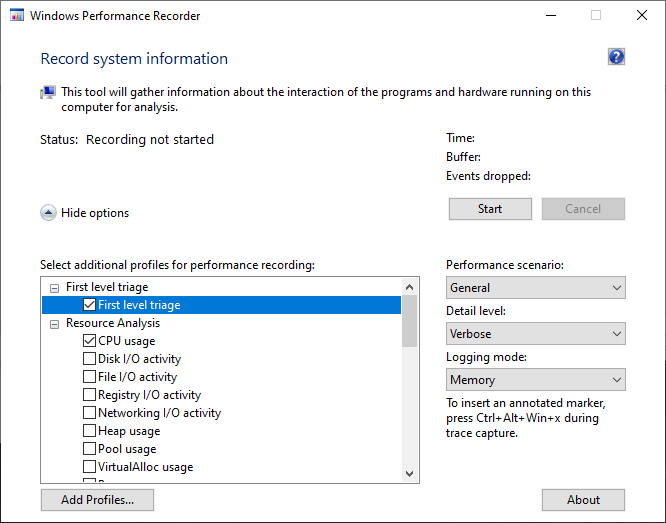 Windows Performance Recorder
Record system information
This tool will gather information about the interaction of the programs and hardware running on this
computer for analysis.
Status: Recording not started
Time:
Buffer:
Events dropped:
Hide options
Start
Cancel
Select additional profiles for performance recording:
First level triage
First level triage
Resource Analysis
CPU usage
Disk I/O activity
File I/O activity
Registry I/O activity
Networking I/O activity
Heap usage
Pool usage
VirtualAlloc usage
Performance scenario:
General
Detail level:
Verbose
Logging mode:
Memory
To insert an annotated marker,
press Ctrl+Alt+Win+x during
trace capture.
Add Profiles...
About